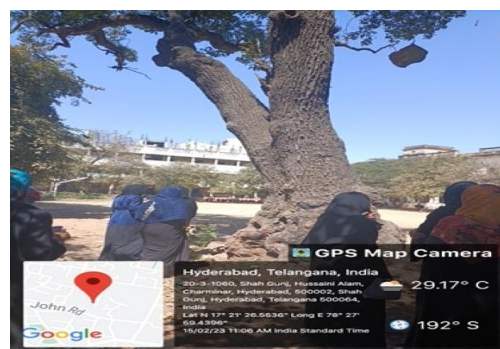 GPS Map Camera
Hyderabad, Telangana, India
20-3-1060, Shah Gunj, Hussaini Alam,
Charminar, Hyderabad, 500002, Shah
Gunj, Hyderabad, Telangana 500064,
India
Lat N 17° 21' 26.5536" Long E 78° 27'
59.4396"
15/02/23 11:06 AM India Standard Time
29.17° C
192° S
John Rd
Google